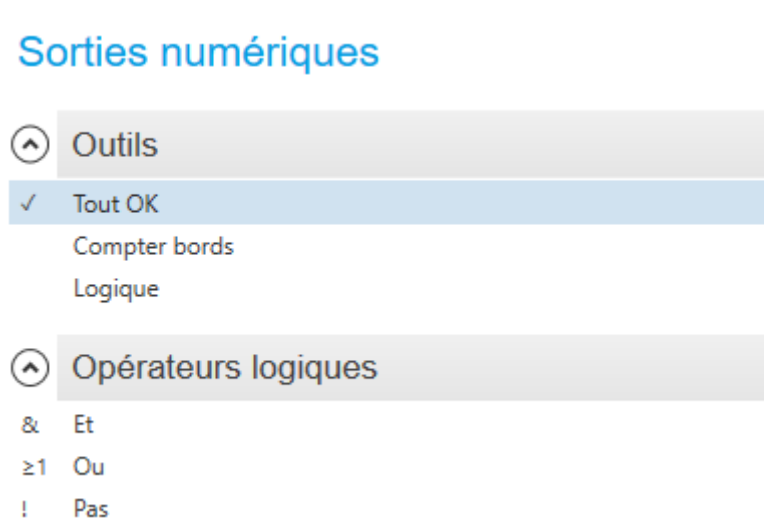 Sorties numériques
Outils
✓ Tout OK
Compter bords
Logique
Opérateurs logiques
& Et
≥1 Ou
! Pas